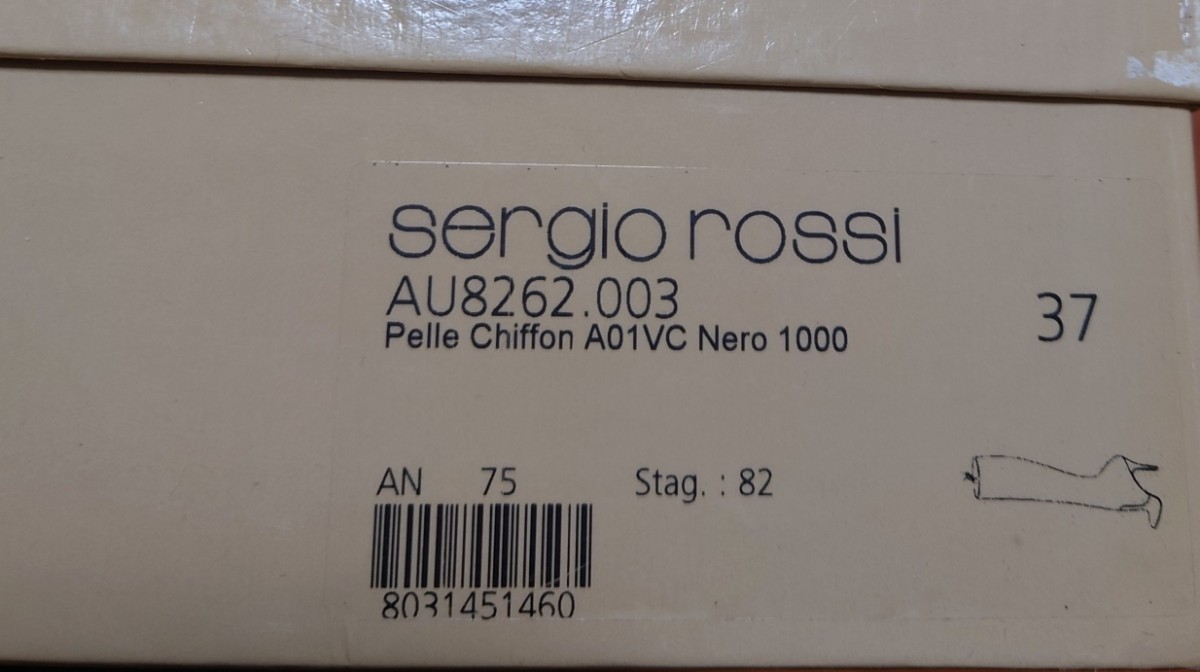 sergio rossi
AU8262.003
37
Pelle Chiffon A01VC Nero 1000
AN 75 Stag. : 82
8031451460